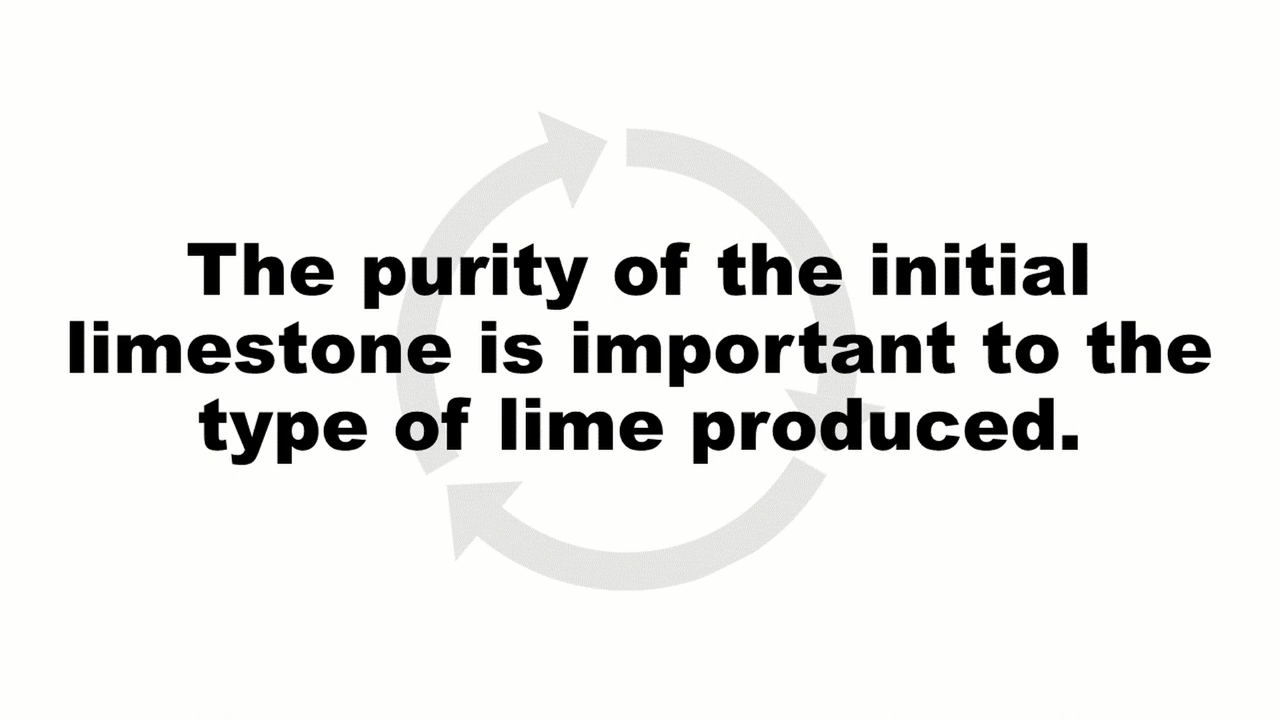 The purity of the initial
limestone is important to the
type of lime produced.